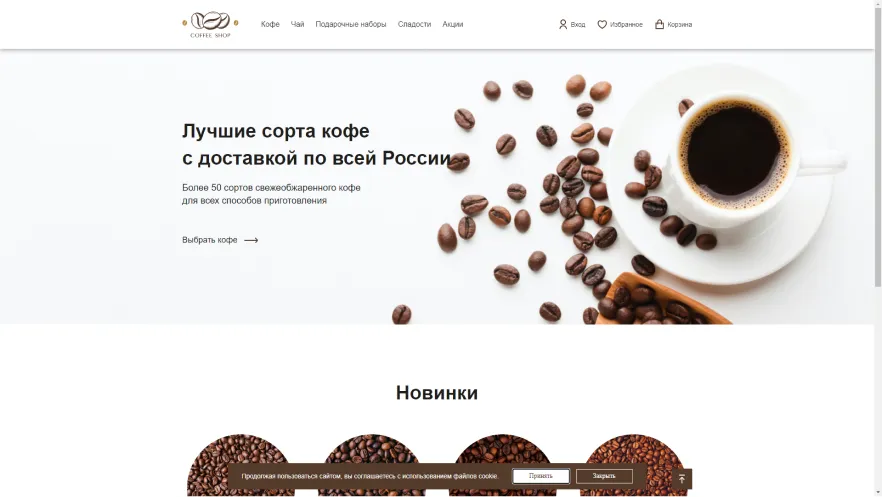 COFFEE SHOP
Кофе Чай Подарочные наборы Сладости Акции
Вход Избранное Корзина
Лучшие сорта кофе
с доставкой по всей России
Более 50 сортов свежеобжаренного кофе
для всех способов приготовления
Выбрать кофе
Новинки
Продолжая пользоваться сайтом, вы соглашаетесь с использованием файлов cookie.
Принять
Закрыть